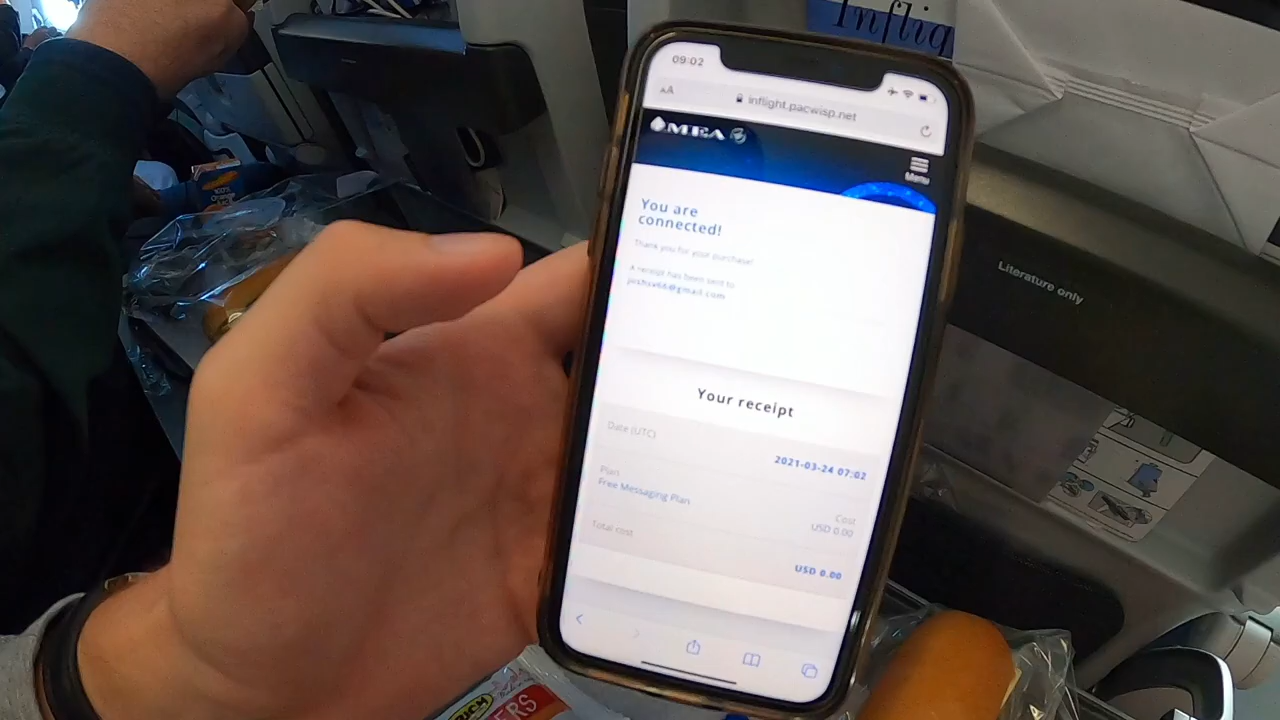 Inflig
09:02
AA
inflight.pacwisp.net
MEA
Menu
You are
connected!
Thank you for your purchase!
A receipt has been sent to
Your receipt
Date (UTC)
2021-03-24 07:02
Plan
Free Messaging Plan
Cost
USD 0.00
Total cost
USD 0.00
Literature only
ERS